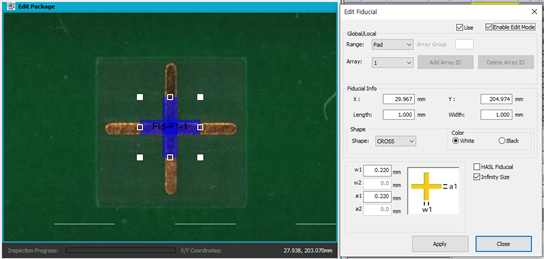 Edit Package
Fid-P1-1
Inspection Progress:
X/Y Coordinates:
27.938, 203.070mm
Edit Fiducial
Use
Enable Edit Mode
Global/Local
Range: Pad Array Group
Array: 1 Add Array ID Delete Array ID
Fiducial Info
X : 29.967 mm Y : 204.974 mm
Length: 1.000 mm Width: 1.000 mm
Shape
Shape: CROSS
Color
White Black
w1 0.220 mm
w2 0.0 mm
a1 0.220 mm
a2 0.0 mm
a1
w1
HASL Fiducial
Infinity Size
Apply Close